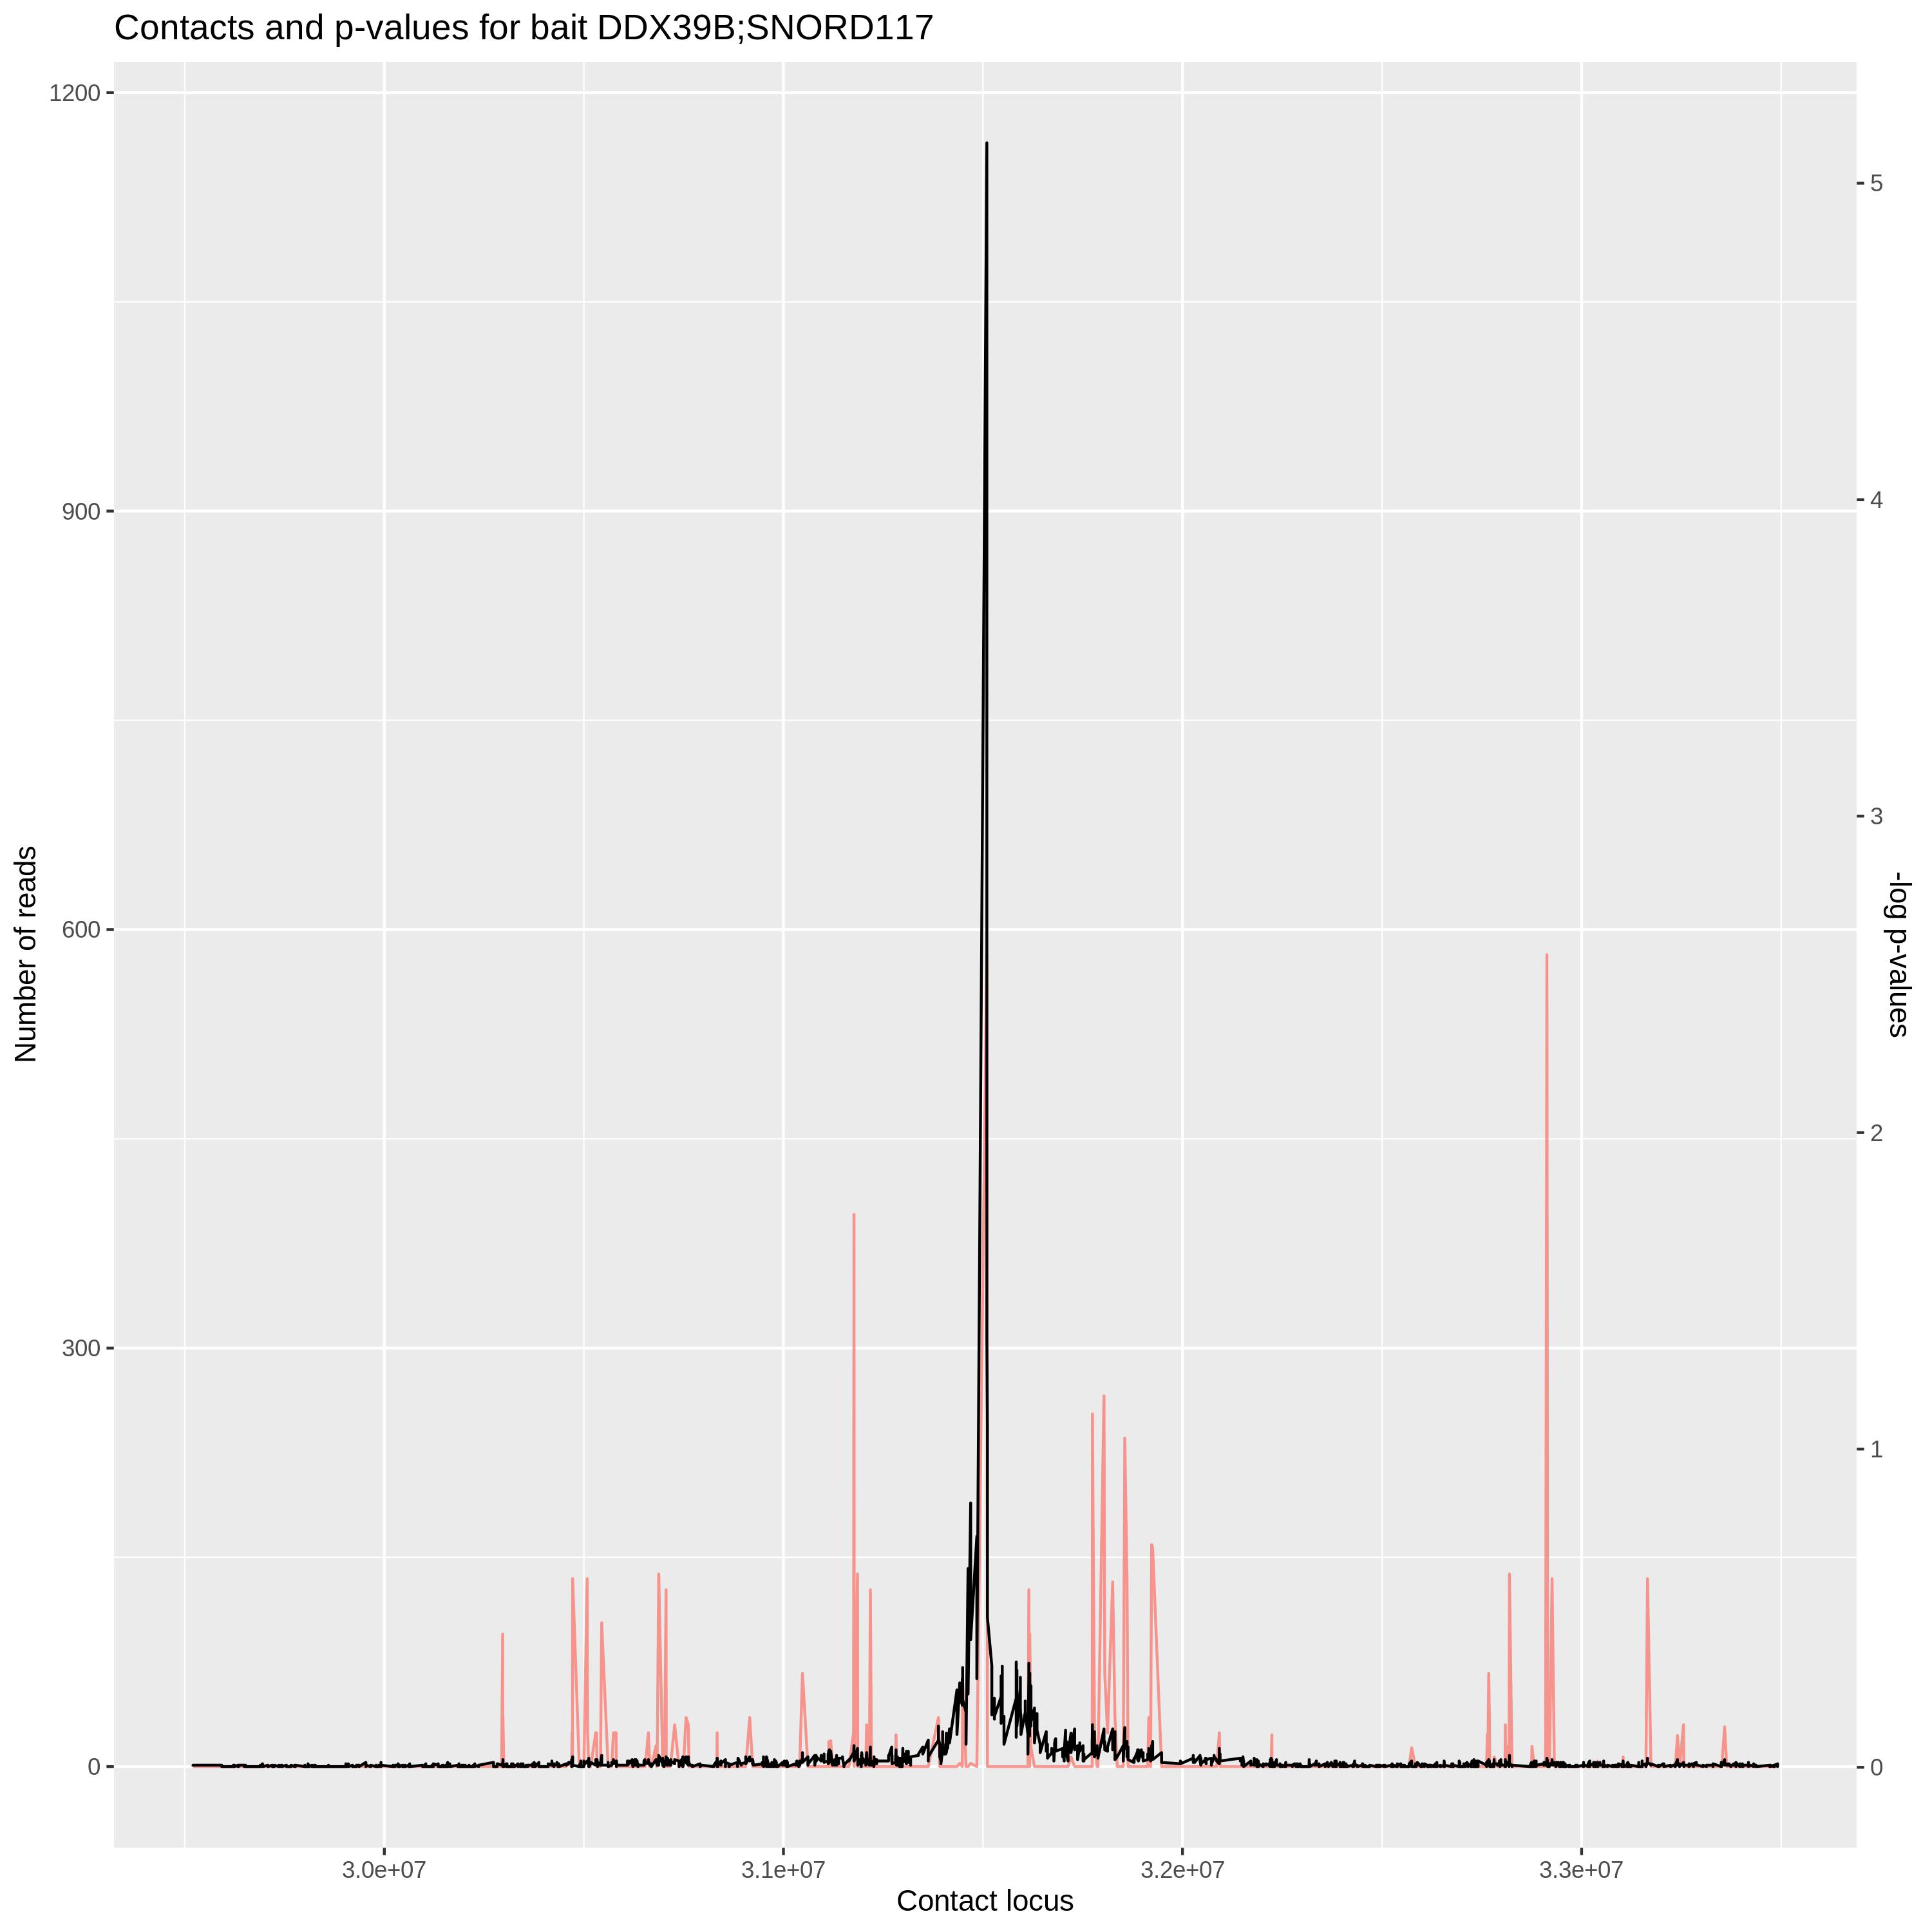 Contacts and p-values for bait DDX39B;SNORD117
1200
900
600
300
0
Number of reads
5
4
3
2
1
0
-log p-values
3.0e+07 3.1e+07 3.2e+07 3.3e+07
Contact locus